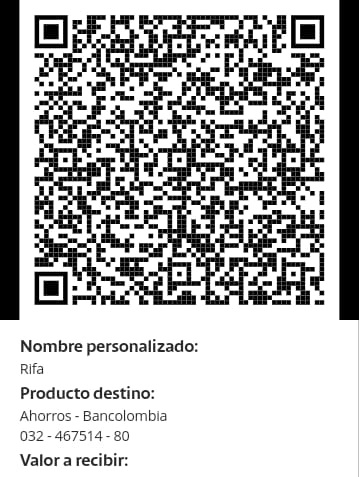 Nombre personalizado:
Rifa
Producto destino:
Ahorros - Bancolombia
032 - 467514 - 80
Valor a recibir: